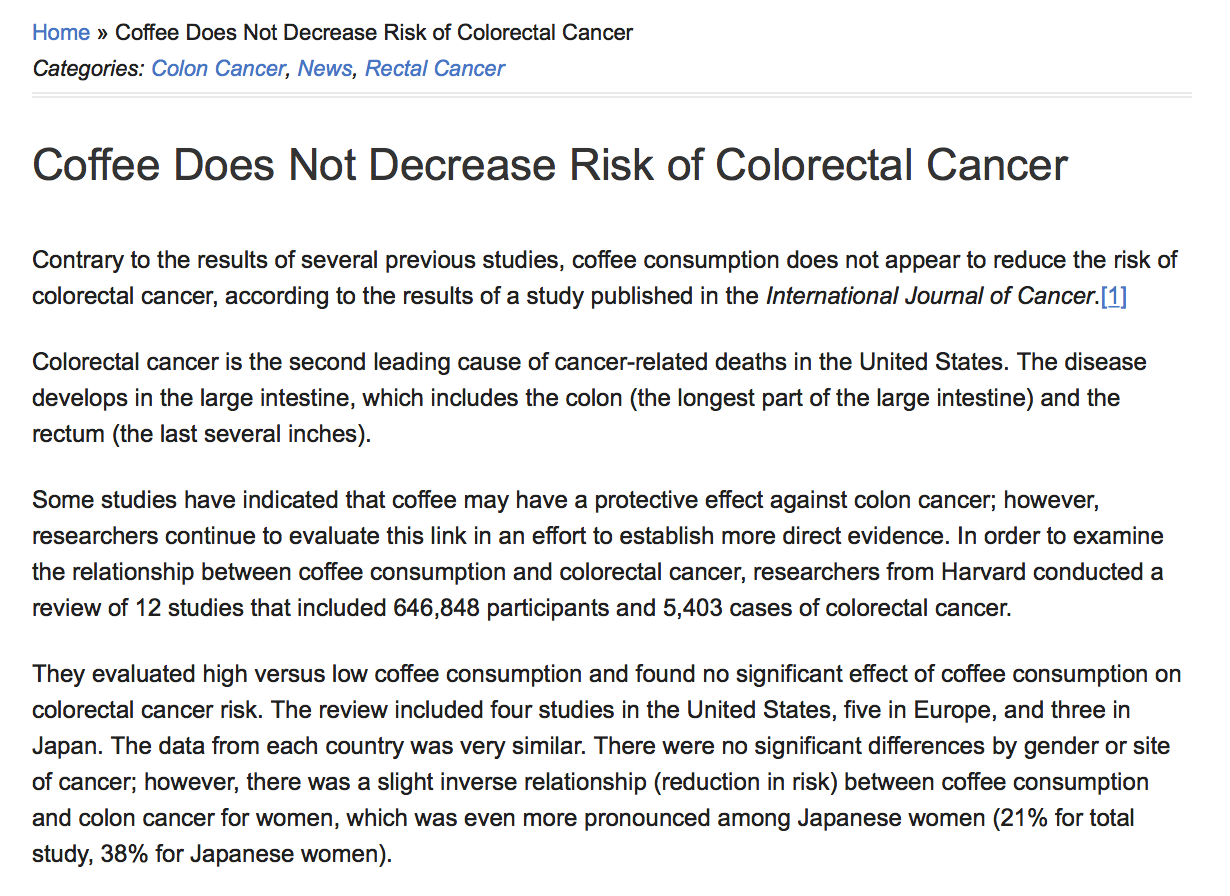 Home » Coffee Does Not Decrease Risk of Colorectal Cancer
Categories: Colon Cancer, News, Rectal Cancer
Coffee Does Not Decrease Risk of Colorectal Cancer
Contrary to the results of several previous studies, coffee consumption does not appear to reduce the risk of
colorectal cancer, according to the results of a study published in the International Journal of Cancer.[1]
Colorectal cancer is the second leading cause of cancer-related deaths in the United States. The disease
develops in the large intestine, which includes the colon (the longest part of the large intestine) and the
rectum (the last several inches).
Some studies have indicated that coffee may have a protective effect against colon cancer; however,
researchers continue to evaluate this link in an effort to establish more direct evidence. In order to examine
the relationship between coffee consumption and colorectal cancer, researchers from Harvard conducted a
review of 12 studies that included 646,848 participants and 5,403 cases of colorectal cancer.
They evaluated high versus low coffee consumption and found no significant effect of coffee consumption on
colorectal cancer risk. The review included four studies in the United States, five in Europe, and three in
Japan. The data from each country was very similar. There were no significant differences by gender or site
of cancer; however, there was a slight inverse relationship (reduction in risk) between coffee consumption
and colon cancer for women, which was even more pronounced among Japanese women (21% for total
study, 38% for Japanese women).